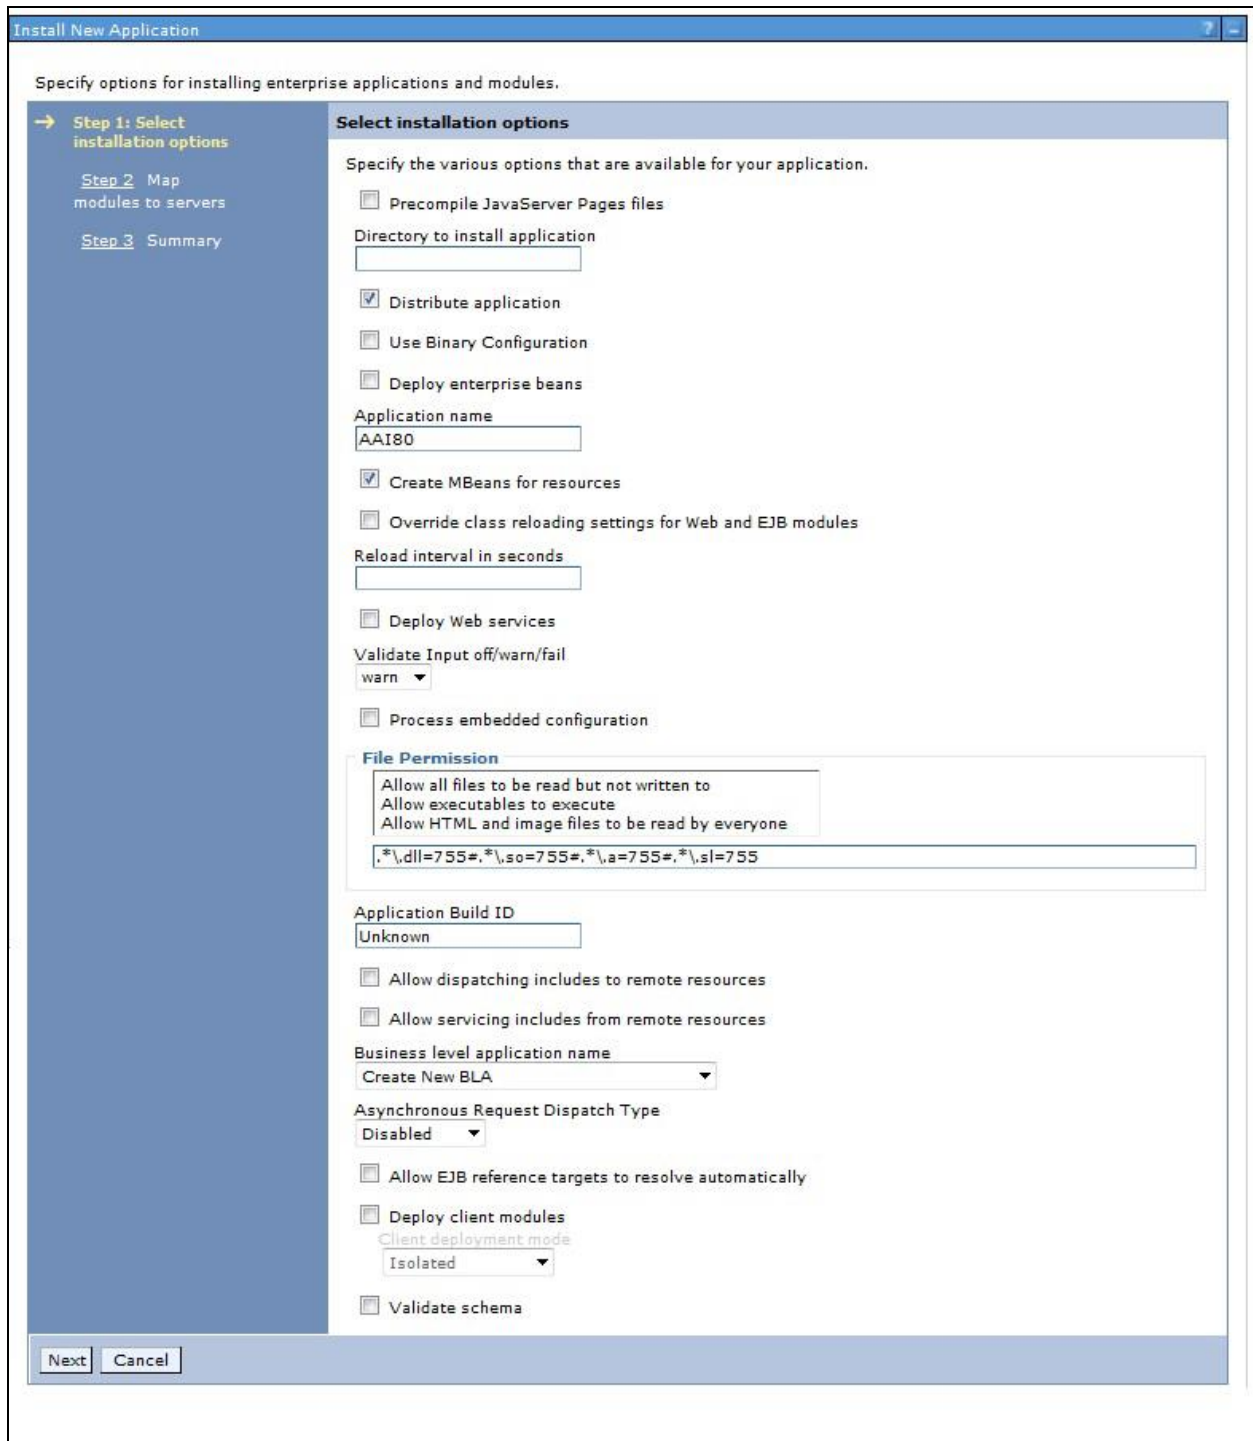 Install New Application
?
Specify options for installing enterprise applications and modules.
Step 1: Select
installation options
Step 2 Map
modules to servers
Step 3 Summary
Select installation options
Specify the various options that are available for your application.
Precompile JavaServer Pages files
Directory to install application
Distribute application
Use Binary Configuration
Deploy enterprise beans
Application name
AAI80
Create MBeans for resources
Override class reloading settings for Web and EJB modules
Reload interval in seconds
Deploy Web services
Validate Input off/warn/fail
warn
Process embedded configuration
File Permission
Allow all files to be read but not written to
Allow executables to execute
Allow HTML and image files to be read by everyone
.*\.dll=755#.*\.so=755#.*\.a=755#.*\.sl=755
Application Build ID
Unknown
Allow dispatching includes to remote resources
Allow servicing includes from remote resources
Business level application name
Create New BLA
Asynchronous Request Dispatch Type
Disabled
Allow EJB reference targets to resolve automatically
Deploy client modules
Client deployment mode
Isolated
Validate schema
Next Cancel